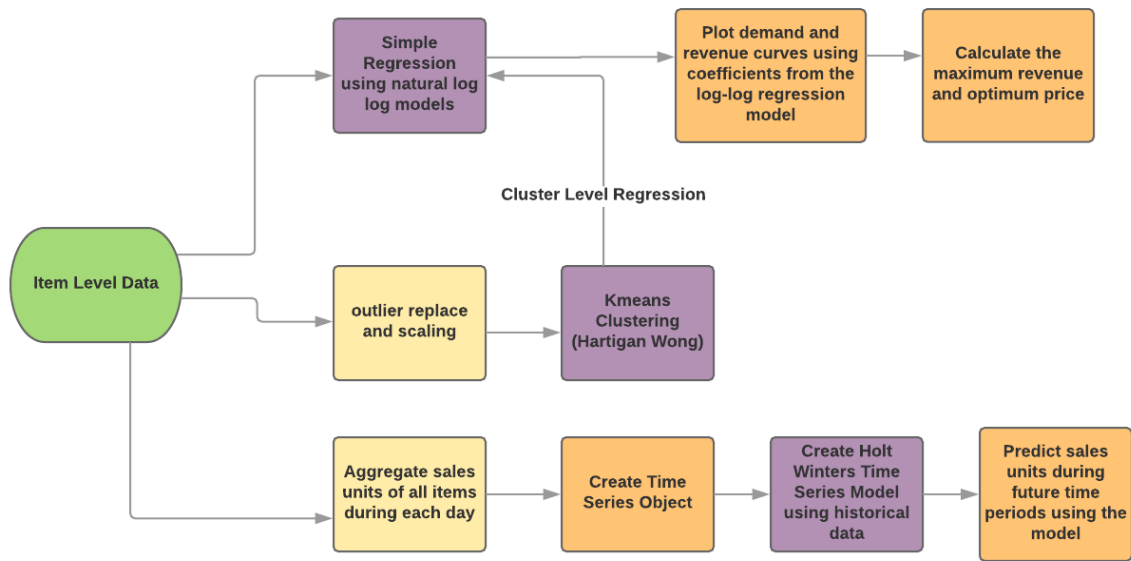 Simple
Regression
using natural log
log models
Plot demand and
revenue curves using
coefficients from the
log-log regression
model
Calculate the
maximum revenue
and optimum price
Cluster Level Regression
Item Level Data
outlier replace
and scaling
Kmeans
Clustering
(Hartigan Wong)
Aggregate sales
units of all items
during each day
Create Time
Series Object
Create Holt
Winters Time
Series Model
using historical
data
Predict sales
units during
future time
periods using the
model